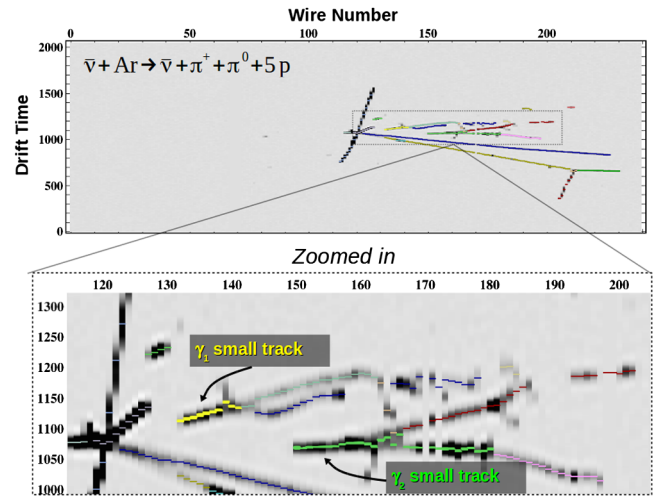 Wire Number
0 50 100 150 200
2000
ν̄ + Ar → ν̄ + π⁺ + π⁰ + 5 p
1500
Drift Time
1000
500
0
Zoomed in
120 130 140 150 160 170 180 190 200
1300
1250
γ₁ small track
1200
1150
1100
1050
γ₂ small track
1000